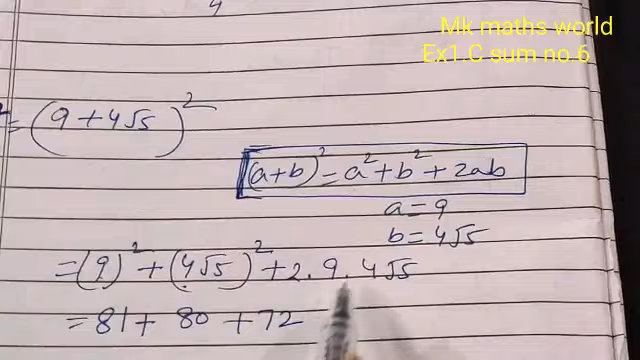 Mk maths world
Ex1.C sum no.6
= (9 + 4√5)²
(a+b)² = a² + b² + 2ab
a = 9
b = 4√5
= (9)² + (4√5)² + 2.9.4√5
= 81 + 80 + 72